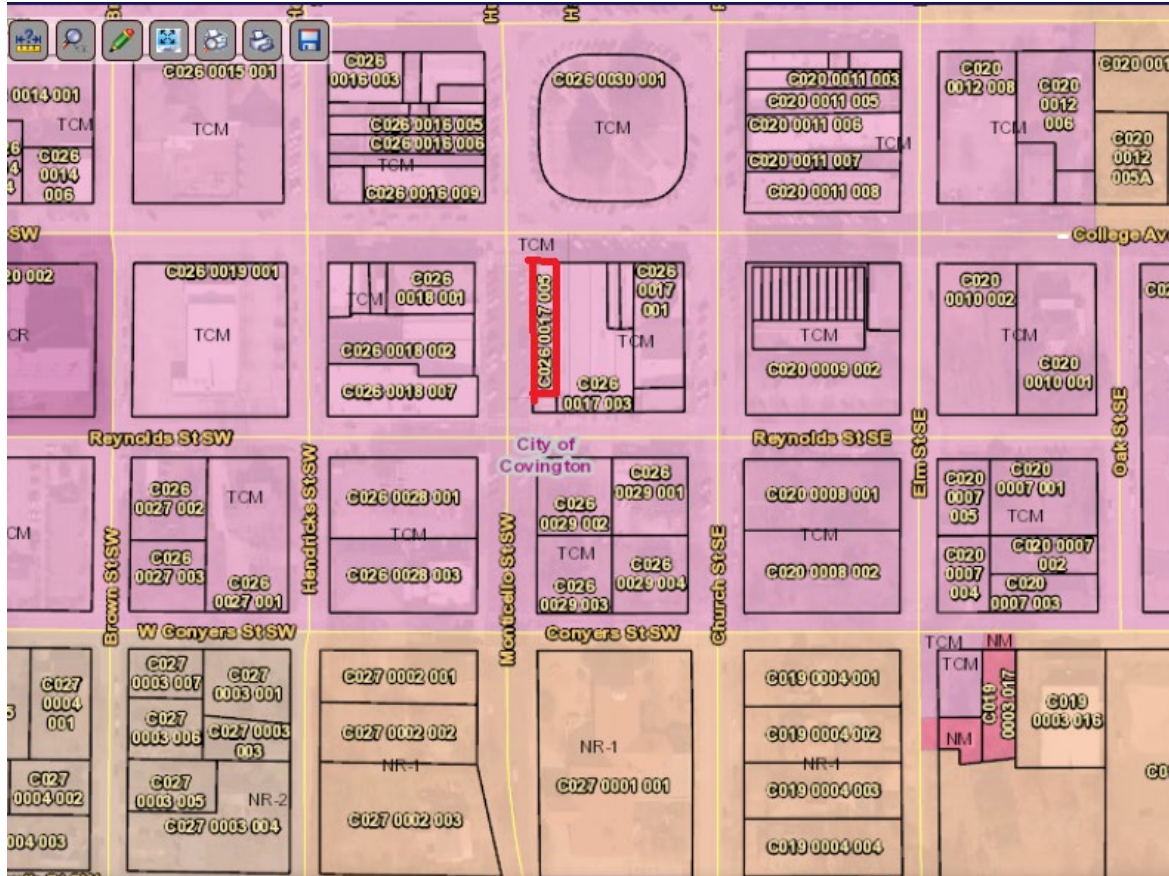 C026 0015 001
C026
0016 003
C026 0030 001
C020 0011 003
C020
0012 008
C020
0012
006
C020 001
0014 001
TCM
TCM
C026 0016 005
C026 0016 006
TCM
C026 0016 009
TCM
C020 0011 005
C020 0011 006
TCM
C020 0011 007
C020 0011 008
TCM
C020
0012
005A
C026
0014
006
SW
TCM
College Av
20 002
C026 0019 001
C026
0018 001
TCM
C026 0017 005
C026
0017
001
C020
0010 002
CR
TCM
C026 0018 002
TCM
TCM
TCM
C026 0018 007
C026
0017 003
C020 0009 002
C020
0010 001
Reynolds St SW
City of
Covington
Reynolds St SE
Elm St SE
Oak St SE
Brown St SW
Hendricks St SW
Monticello St SW
Church St SE
C026
0027 002
TCM
C026 0028 001
C026
0029 002
C026
0029 001
C020 0008 001
C020
0007
005
C020
0007 001
CM
TCM
TCM
TCM
TCM
C026
0027 003
C026
0027 001
C026 0028 003
C026
0029 003
C026
0029 004
C020 0008 002
C020
0007
004
C020 0007
002
C020
0007 003
W Conyers St SW
Conyers St SW
TCM
NM
TCM
C027
0004
001
C027
0003 007
C027
0003 001
C027 0002 001
C019 0004 001
C019
0003 017
C019
0003 016
C027
0003 006
C027 0003
003
C027 0002 002
NR-1
NR-1
C027 0001 001
C019 0004 002
NR-1
NM
C027
0004 002
C027
0003 005
NR-2
C019 0004 003
004 003
C027 0003 004
C027 0002 003
C019 0004 004